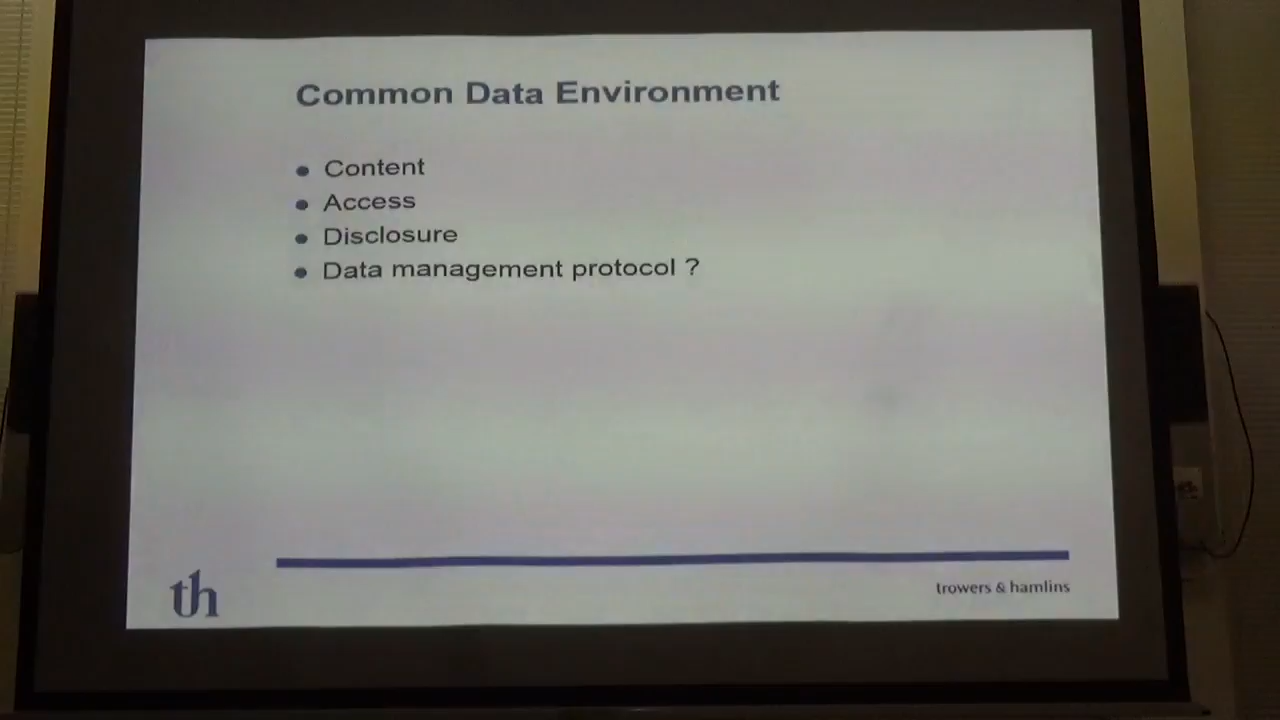 Common Data Environment
Content
Access
Disclosure
Data management protocol ?
th
trowers & hamlins